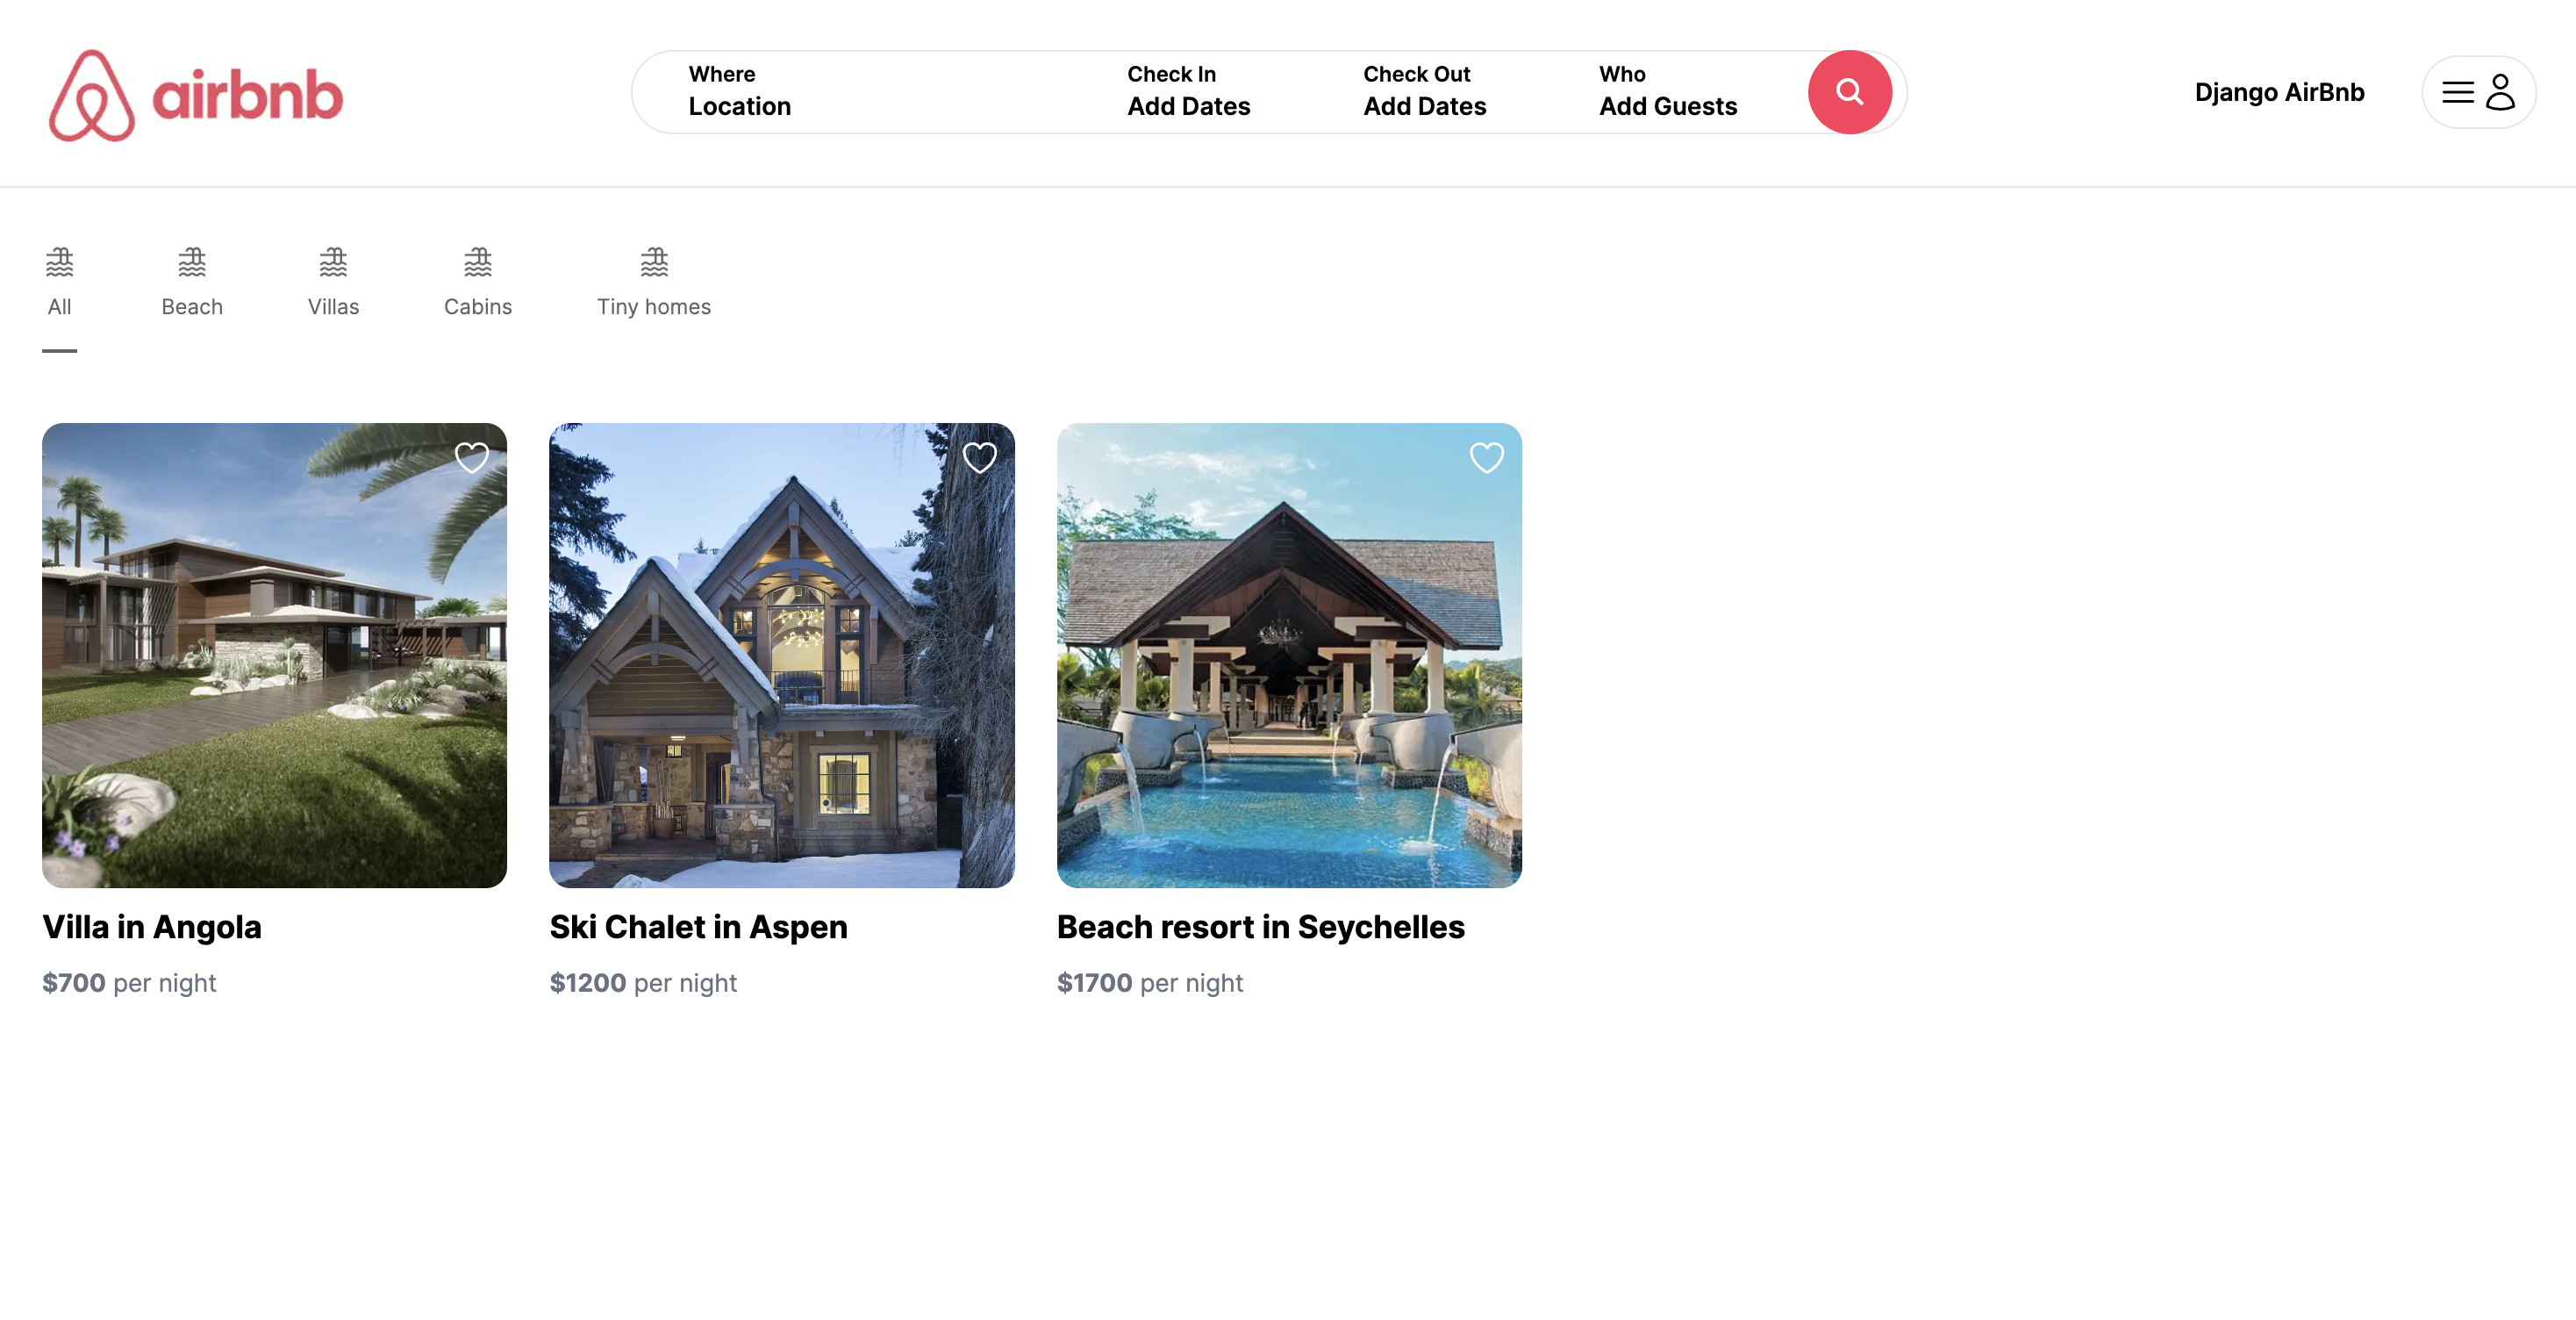 airbnb
Where
Location
Check In
Add Dates
Check Out
Add Dates
Who
Add Guests
Django AirBnb
All
Beach
Villas
Cabins
Tiny homes
Villa in Angola
$700 per night
Ski Chalet in Aspen
$1200 per night
Beach resort in Seychelles
$1700 per night